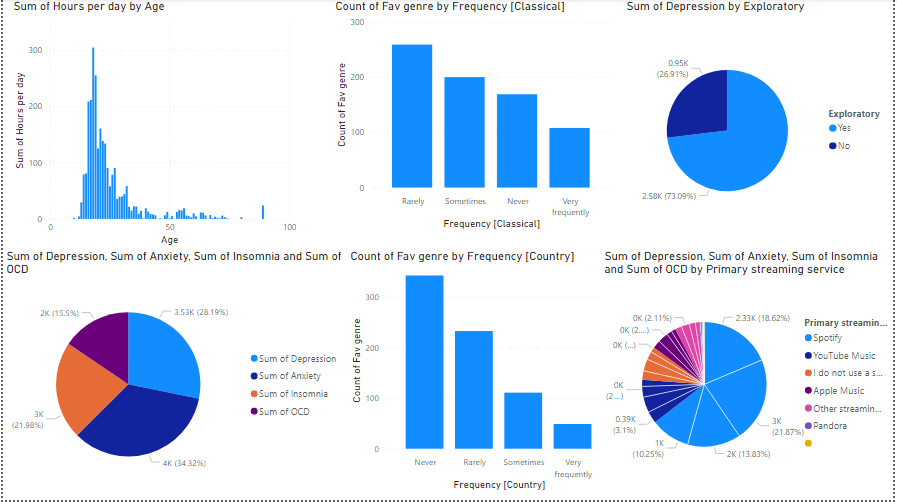 Sum of Hours per day by Age
300
200
100
0
0
50
100
Sum of Hours per day
Age
Count of Fav genre by Frequency [Classical]
300
200
100
0
Count of Fav genre
Rarely
Sometimes
Never
Very
frequently
Frequency [Classical]
Sum of Depression by Exploratory
0.95K
(26.91%)
2.58K (73.09%)
Exploratory
Yes
No
Sum of Depression, Sum of Anxiety, Sum of Insomnia and Sum of
OCD
2K (15.5%)
3.53K (28.19%)
3K
(21.98%)
4K (34.32%)
Sum of Depression
Sum of Anxiety
Sum of Insomnia
Sum of OCD
Count of Fav genre by Frequency [Country]
300
200
100
0
Count of Fav genre
Never
Rarely
Sometimes
Very
frequently
Frequency [Country]
Sum of Depression, Sum of Anxiety, Sum of Insomnia
and Sum of OCD by Primary streaming service
0K (2.11%)
0K (2....)
0K (...)
0K
(2....)
0.39K
(3.1%)
1K
(10.25%)
2K (13.83%)
3K
(21.87%)
2.33K (18.62%)
Primary streamin...
Spotify
YouTube Music
I do not use a s...
Apple Music
Other streamin...
Pandora